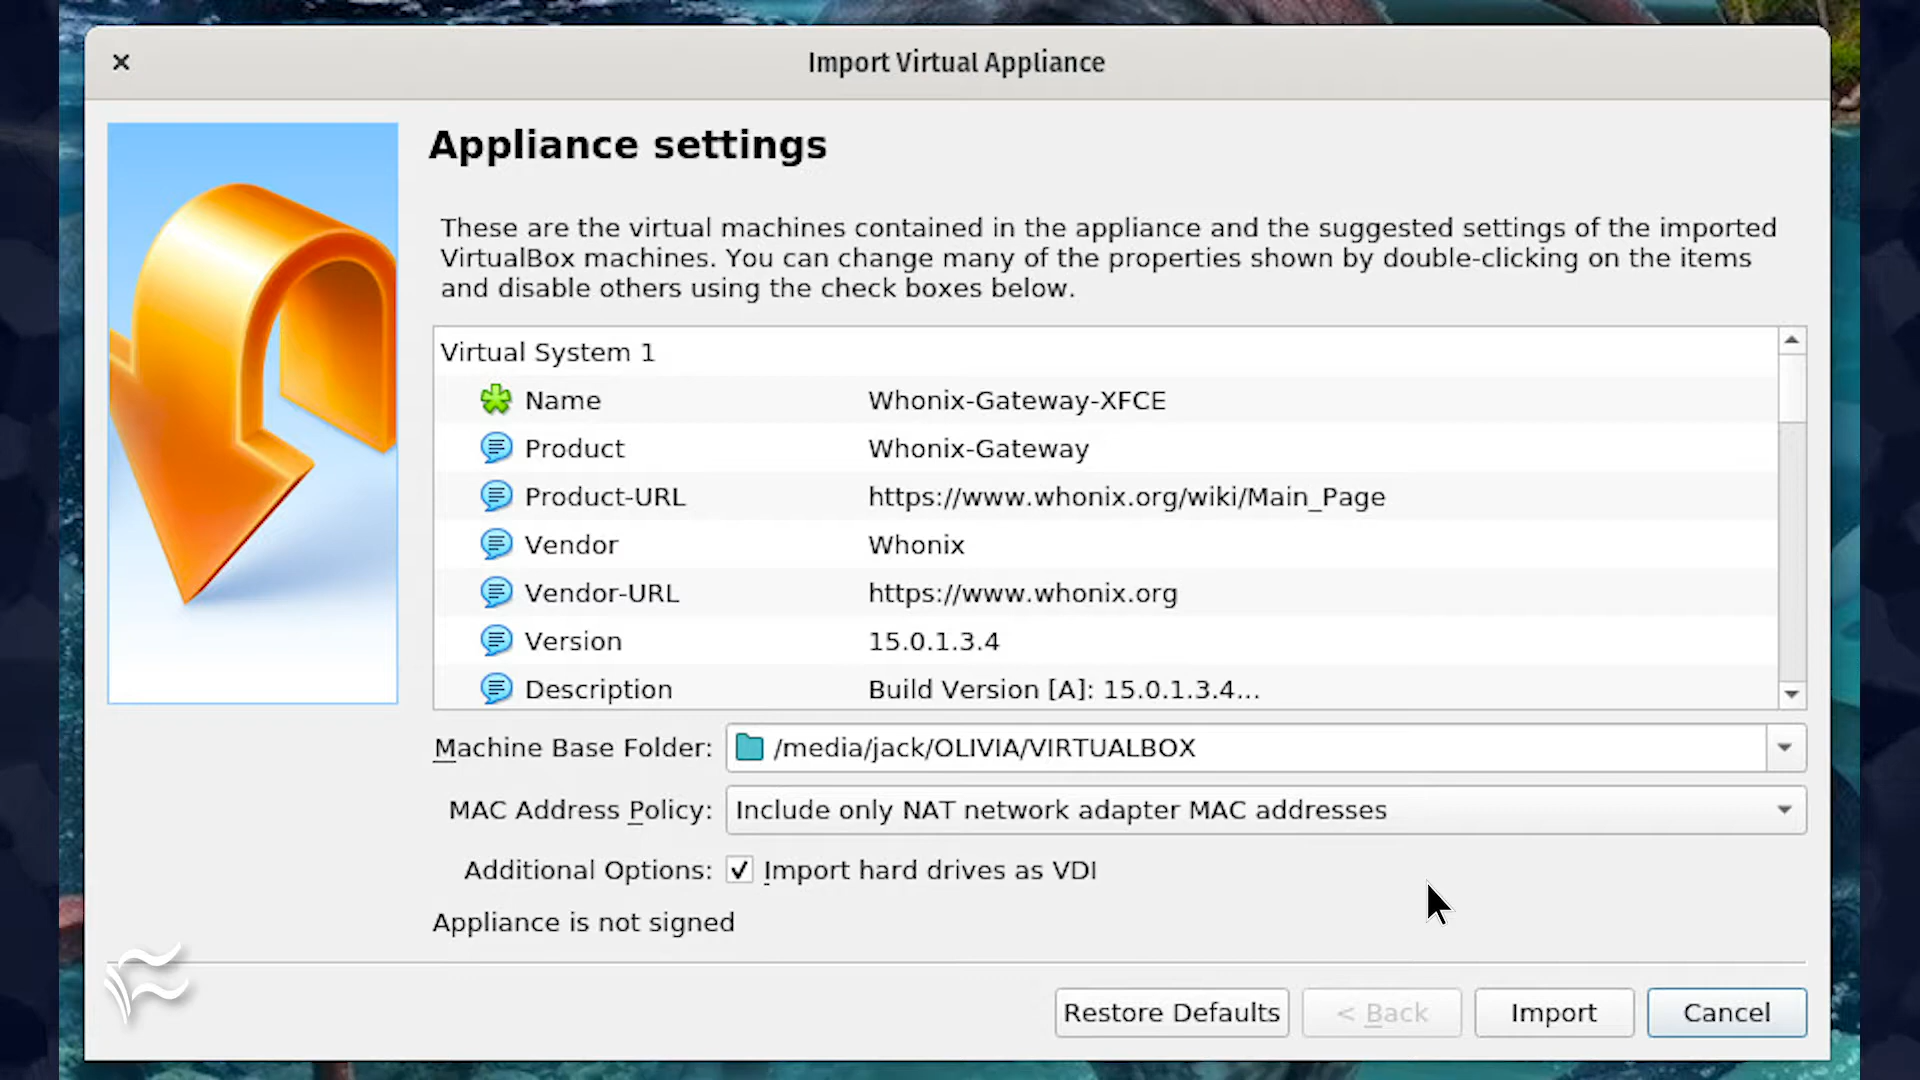 Import Virtual Appliance
Appliance settings
These are the virtual machines contained in the appliance and the suggested settings of the imported
VirtualBox machines. You can change many of the properties shown by double-clicking on the items
and disable others using the check boxes below.
Virtual System 1
Name Whonix-Gateway-XFCE
Product Whonix-Gateway
Product-URL https://www.whonix.org/wiki/Main_Page
Vendor Whonix
Vendor-URL https://www.whonix.org
Version 15.0.1.3.4
Description Build Version [A]: 15.0.1.3.4...
Machine Base Folder: /media/jack/OLIVIA/VIRTUALBOX
MAC Address Policy: Include only NAT network adapter MAC addresses
Additional Options: Import hard drives as VDI
Appliance is not signed
Restore Defaults < Back Import Cancel